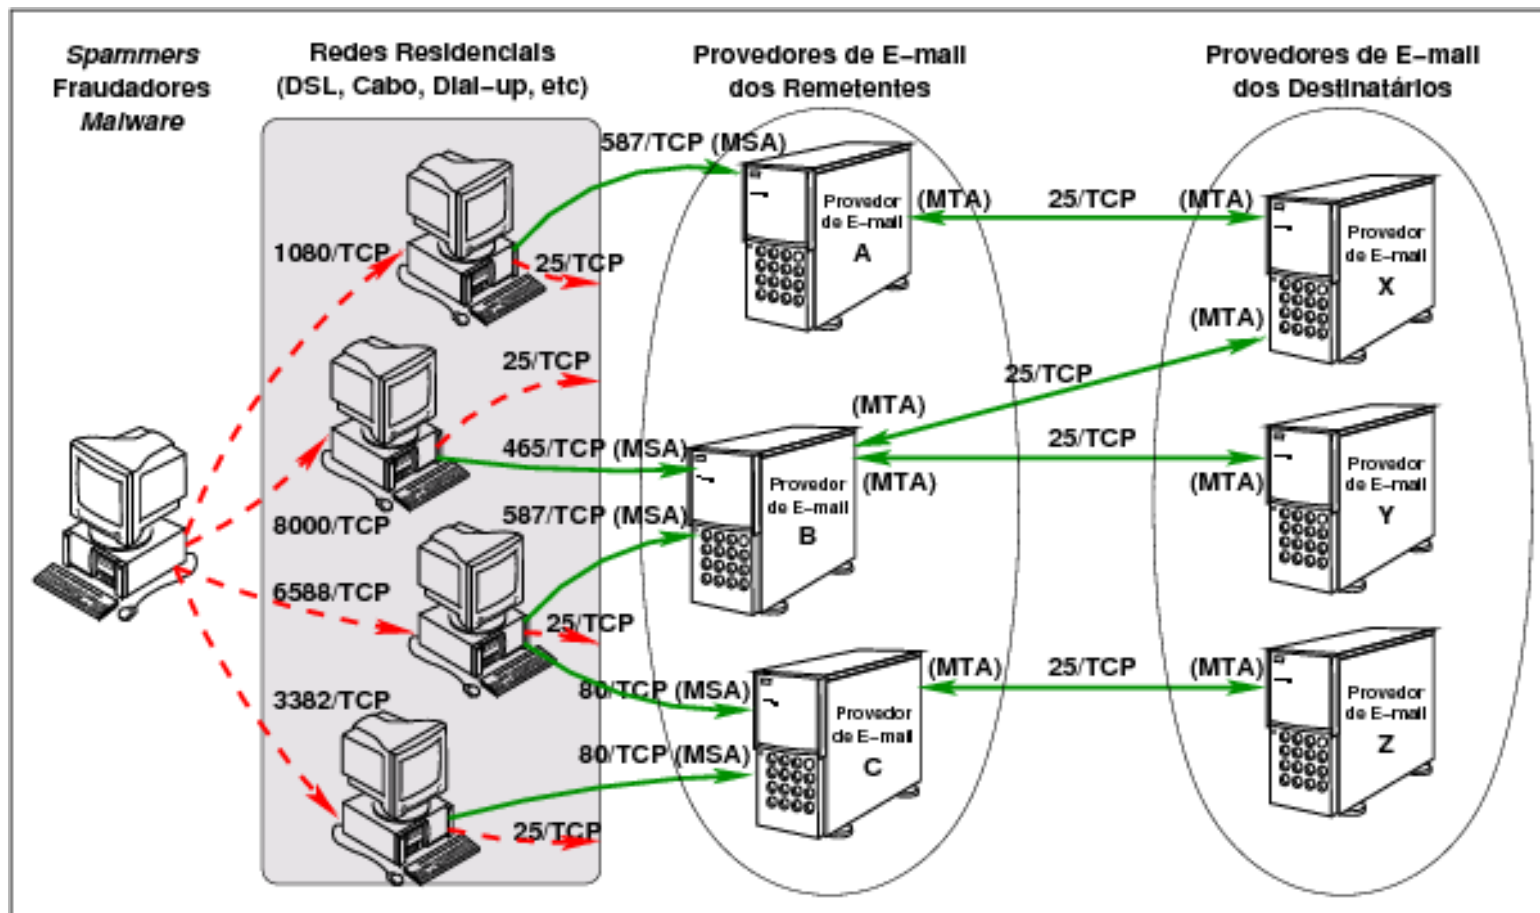 Spammers
Fraudadores
Malware
Redes Residenciais
(DSL, Cabo, Dial-up, etc)
Provedores de E-mail
dos Remetentes
Provedores de E-mail
dos Destinatários
587/TCP (MSA)
1080/TCP
25/TCP
Provedor
de E-mail
A
(MTA)
25/TCP
(MTA)
Provedor
de E-mail
X
(MTA)
25/TCP
25/TCP
(MTA)
465/TCP (MSA)
25/TCP
Provedor
de E-mail
B
(MTA)
(MTA)
Provedor
de E-mail
Y
8000/TCP
587/TCP (MSA)
6588/TCP
25/TCP
80/TCP (MSA)
3382/TCP
80/TCP (MSA)
25/TCP
Provedor
de E-mail
C
(MTA)
25/TCP
(MTA)
Provedor
de E-mail
Z